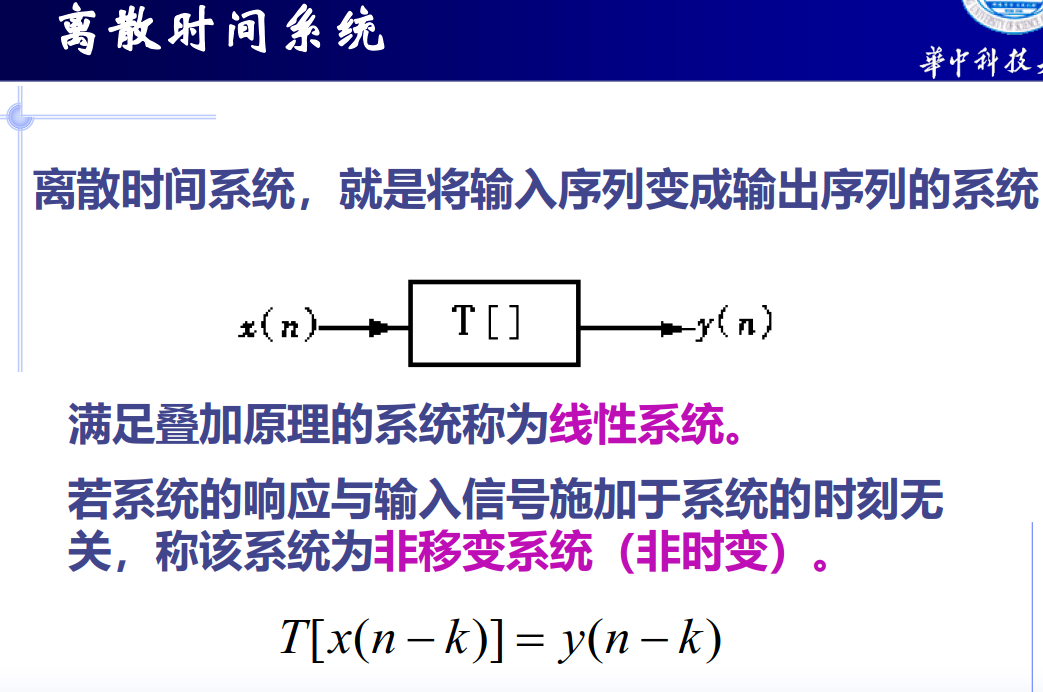 离散时间系统
華中科技
离散时间系统，就是将输入序列变成输出序列的系统
x(n)
T[ ]
y(n)
满足叠加原理的系统称为线性系统。
若系统的响应与输入信号施加于系统的时刻无
关，称该系统为非移变系统（非时变）。
T[x(n − k)] = y(n − k)